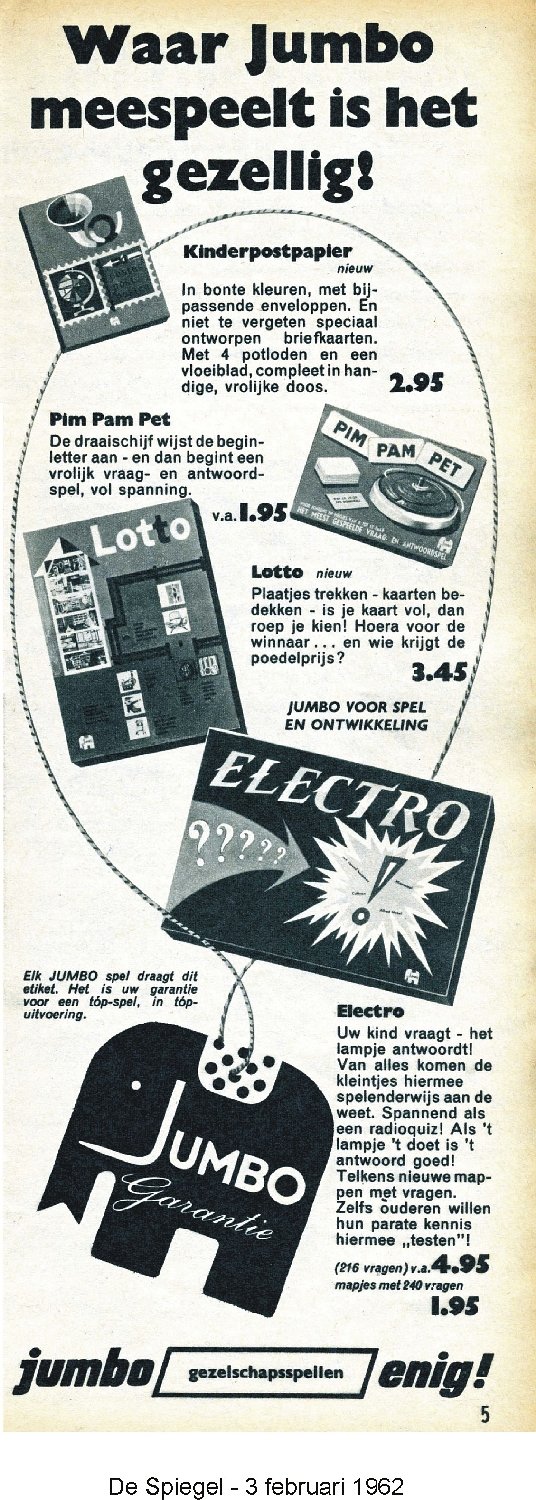 Waar Jumbo
meespeelt is het
gezellig!
Kinderpostpapier
nieuw
In bonte kleuren, met bij-
passende enveloppen. En
niet te vergeten speciaal
ontworpen briefkaarten.
Met 4 potloden en een
vloeiblad, compleet in han-
dige, vrolijke doos.
2.95
Pim Pam Pet
De draaischijf wijst de begin-
letter aan - en dan begint een
vrolijk vraag- en antwoord-
spel, vol spanning.
v.a. 1.95
PIM
PAM
PET
HET MEEST GESPEELDE VRAAG- EN ANTWOORDSPEL
Lotto
Lotto nieuw
Plaatjes trekken - kaarten be-
dekken - is je kaart vol, dan
roep je kien! Hoera voor de
winnaar... en wie krijgt de
poedelprijs?
3.45
JUMBO VOOR SPEL
EN ONTWIKKELING
ELECTRO
?????
!
Elk JUMBO spel draagt dit
etiket. Het is uw garantie
voor een tóp-spel, in tóp-
uitvoering.
JUMBO
Garantie
Electro
Uw kind vraagt - het
lampje antwoordt!
Van alles komen de
kleintjes hiermee
spelenderwijs aan de
weet. Spannend als
een radioquiz! Als 't
lampje 't doet is 't
antwoord goed!
Telkens nieuwe map-
pen met vragen.
Zelfs ouderen willen
hun parate kennis
hiermee „testen"!
(216 vragen) v.a. 4.95
mapjes met 240 vragen
1.95
jumbo gezelschapsspellen enig!
5
De Spiegel - 3 februari 1962